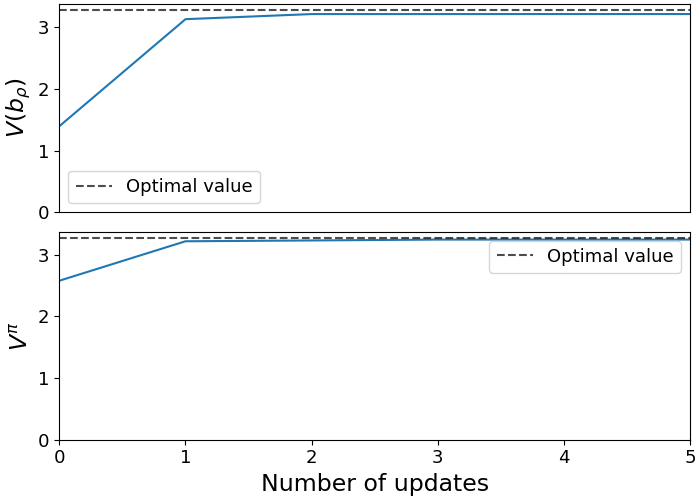 3
2
1
0
V(b_ρ)
Optimal value
3
2
1
0
V^π
Optimal value
0 1 2 3 4 5
Number of updates